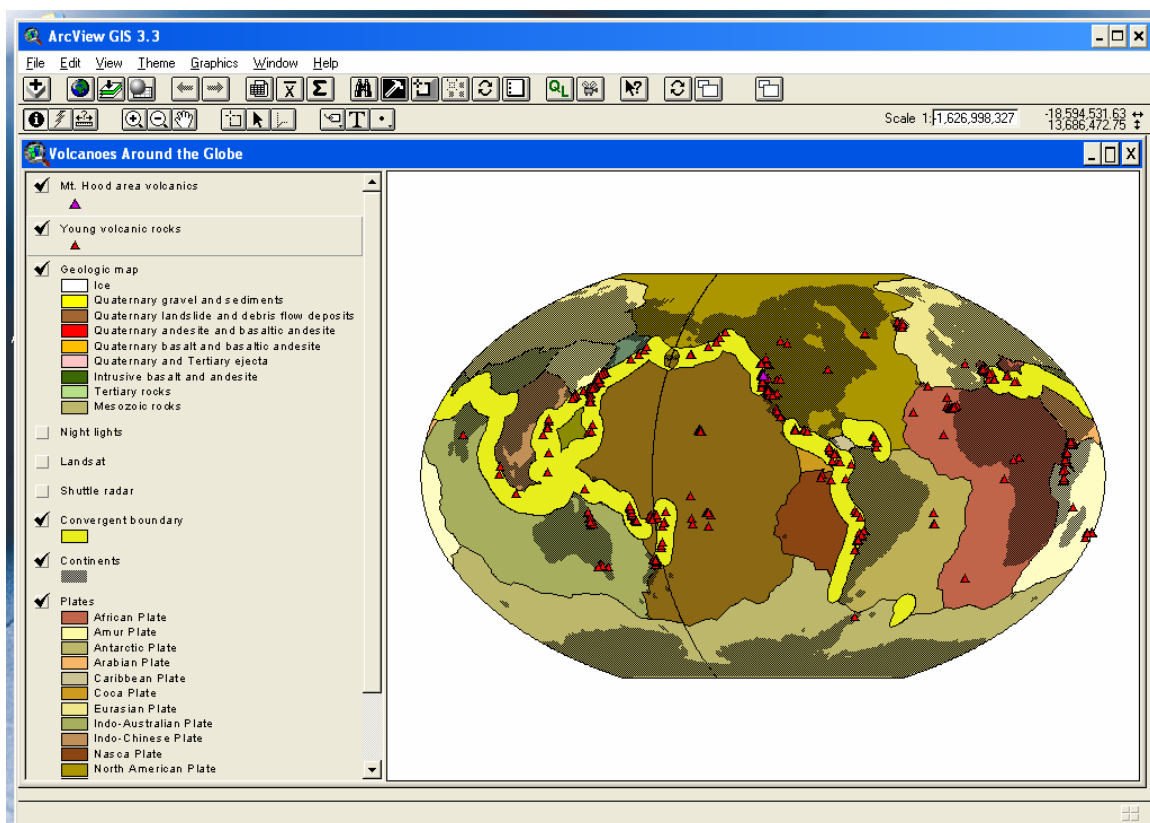 ArcView GIS 3.3
File Edit View Theme Graphics Window Help
Scale 1: -1,626,998,327
-18,594,531.63
13,686,472.75
Volcanoes Around the Globe
Mt. Hood area volcanics
Young volcanic rocks
Geologic map
Ice
Quaternary gravel and sediments
Quaternary landslide and debris flow deposits
Quaternary andesite and basaltic andesite
Quaternary basalt and basaltic andesite
Quaternary and Tertiary ejecta
Intrusive basalt and andesite
Tertiary rocks
Mesozoic rocks
Night lights
Landsat
Shuttle radar
Convergent boundary
Continents
Plates
African Plate
Amur Plate
Antarctic Plate
Arabian Plate
Caribbean Plate
Coca Plate
Eurasian Plate
Indo-Australian Plate
Indo-Chinese Plate
Nasca Plate
North American Plate